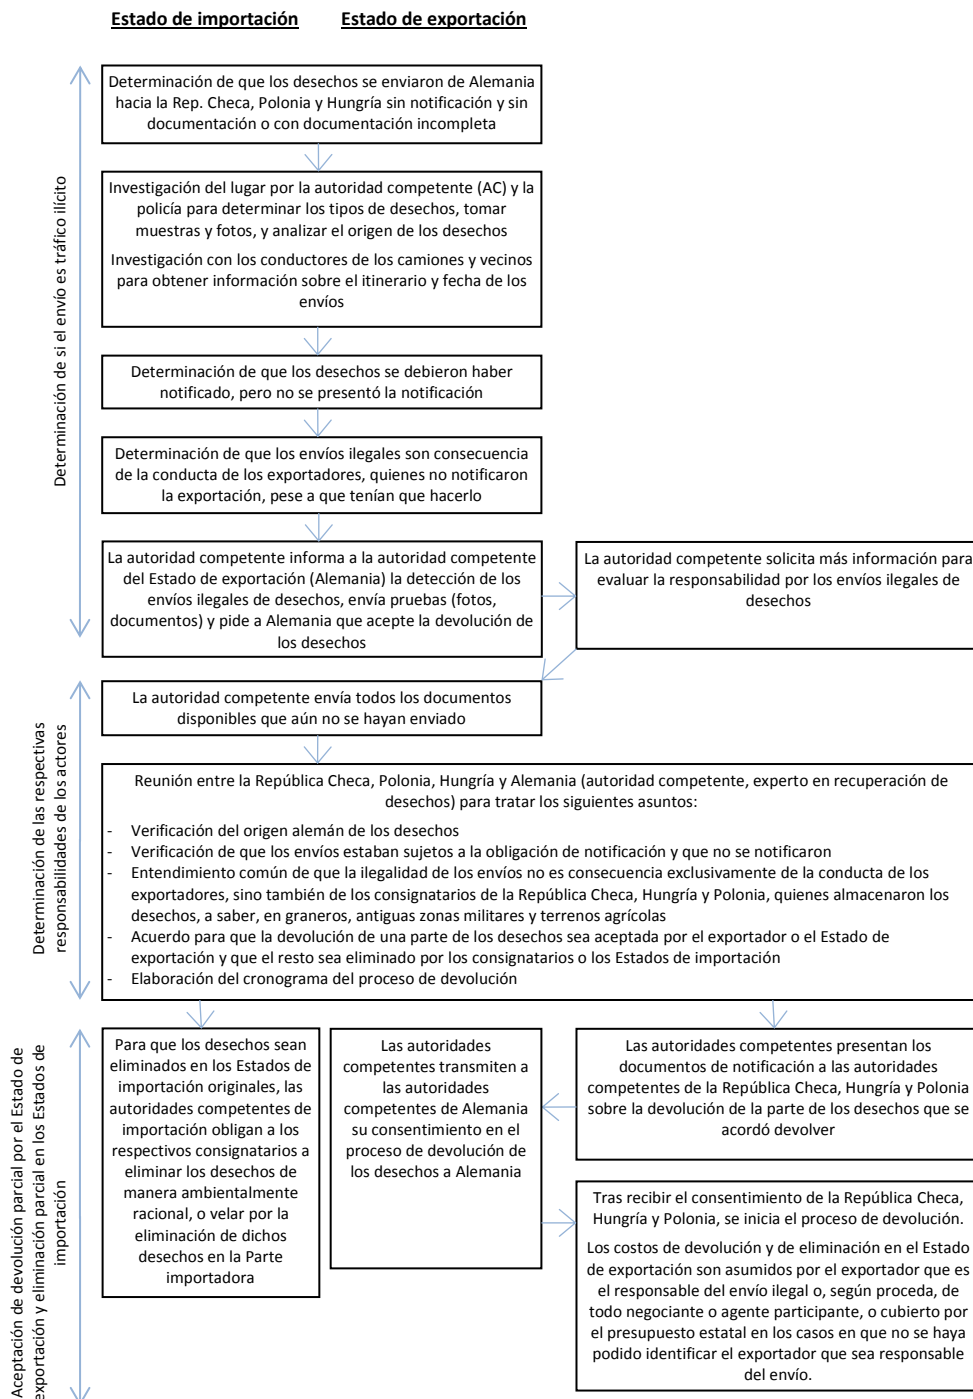 Estado de importación
Estado de exportación
Determinación de si el envío es tráfico ilícito
Determinación de que los desechos se enviaron de Alemania
hacia la Rep. Checa, Polonia y Hungría sin notificación y sin
documentación o con documentación incompleta
Investigación del lugar por la autoridad competente (AC) y la
policía para determinar los tipos de desechos, tomar
muestras y fotos, y analizar el origen de los desechos
Investigación con los conductores de los camiones y vecinos
para obtener información sobre el itinerario y fecha de los
envíos
Determinación de que los desechos se debieron haber
notificado, pero no se presentó la notificación
Determinación de que los envíos ilegales son consecuencia
de la conducta de los exportadores, quienes no notificaron
la exportación, pese a que tenían que hacerlo
La autoridad competente informa a la autoridad competente
del Estado de exportación (Alemania) la detección de los
envíos ilegales de desechos, envía pruebas (fotos,
documentos) y pide a Alemania que acepte la devolución de
los desechos
La autoridad competente solicita más información para
evaluar la responsabilidad por los envíos ilegales de
desechos
Determinación de las respectivas
responsabilidades de los actores
La autoridad competente envía todos los documentos
disponibles que aún no se hayan enviado
Reunión entre la República Checa, Polonia, Hungría y Alemania (autoridad competente, experto en recuperación de
desechos) para tratar los siguientes asuntos:
- Verificación del origen alemán de los desechos
- Verificación de que los envíos estaban sujetos a la obligación de notificación y que no se notificaron
- Entendimiento común de que la ilegalidad de los envíos no es consecuencia exclusivamente de la conducta de los
exportadores, sino también de los consignatarios de la República Checa, Hungría y Polonia, quienes almacenaron los
desechos, a saber, en graneros, antiguas zonas militares y terrenos agrícolas
- Acuerdo para que la devolución de una parte de los desechos sea aceptada por el exportador o el Estado de
exportación y que el resto sea eliminado por los consignatarios o los Estados de importación
- Elaboración del cronograma del proceso de devolución
Aceptación de devolución parcial por el Estado de
exportación y eliminación parcial en los Estados de
importación
Para que los desechos sean
eliminados en los Estados de
importación originales, las
autoridades competentes de
importación obligan a los
respectivos consignatarios a
eliminar los desechos de
manera ambientalmente
racional, o velar por la
eliminación de dichos
desechos en la Parte
importadora
Las autoridades
competentes transmiten a
las autoridades
competentes de Alemania
su consentimiento en el
proceso de devolución de
los desechos a Alemania
Las autoridades competentes presentan los
documentos de notificación a las autoridades
competentes de la República Checa, Hungría y Polonia
sobre la devolución de la parte de los desechos que se
acordó devolver
Tras recibir el consentimiento de la República Checa,
Hungría y Polonia, se inicia el proceso de devolución.
Los costos de devolución y de eliminación en el Estado
de exportación son asumidos por el exportador que es
el responsable del envío ilegal o, según proceda, de
todo negociante o agente participante, o cubierto por
el presupuesto estatal en los casos en que no se haya
podido identificar el exportador que sea responsable
del envío.